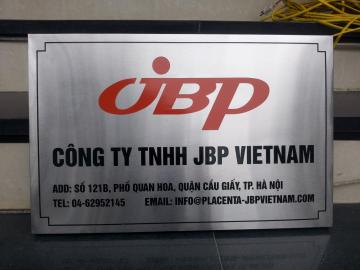 JBP
CÔNG TY TNHH JBP VIETNAM
ADD: SỐ 121B, PHỐ QUAN HOA, QUẬN CẦU GIẤY, TP. HÀ NỘI
TEL: 04-62952145 EMAIL: INFO@PLACENTA-JBPVIETNAM.COM